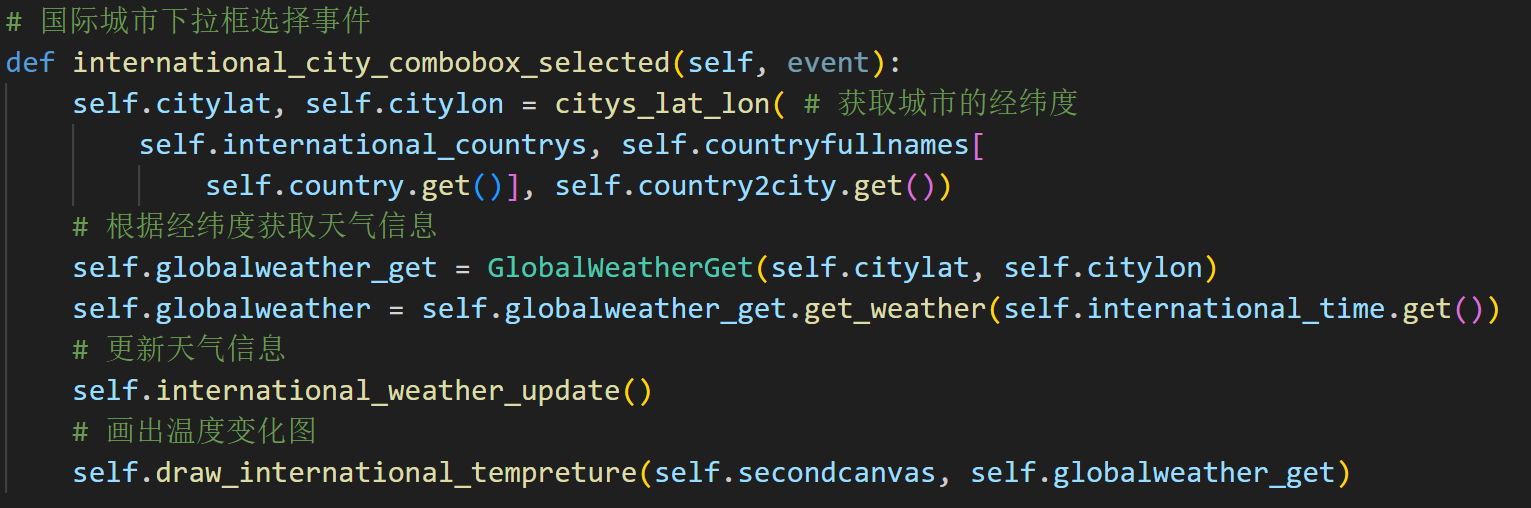 # 国际城市下拉框选择事件
def international_city_combobox_selected(self, event):
    self.citylat, self.citylon = citys_lat_lon( # 获取城市的经纬度
        self.international_countrys, self.countryfullnames[
            self.country.get()], self.country2city.get())
    # 根据经纬度获取天气信息
    self.globalweather_get = GlobalWeatherGet(self.citylat, self.citylon)
    self.globalweather = self.globalweather_get.get_weather(self.international_time.get())
    # 更新天气信息
    self.international_weather_update()
    # 画出温度变化图
    self.draw_international_tempreture(self.secondcanvas, self.globalweather_get)